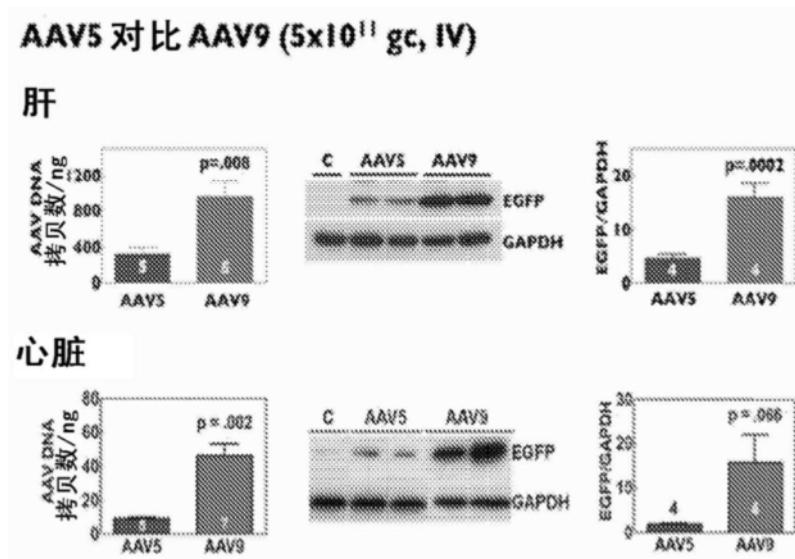 AAV5 对比 AAV9 (5x10¹¹ gc, IV)
肝
AAV DNA
拷贝数/ng
1200
800
400
0
p=.008
5
AAV5 AAV9
C AAV5 AAV9
EGFP
GAPDH
EGFP/GAPDH
20
10
0
p=.0002
4 4
AAV5 AAV9
心脏
AAV DNA
拷贝数/ng
80
60
40
20
0
p=.002
7
AAV5 AAV9
C AAV5 AAV9
EGFP
GAPDH
EGFP/GAPDH
30
20
10
0
p=.066
4 4
AAV5 AAV9